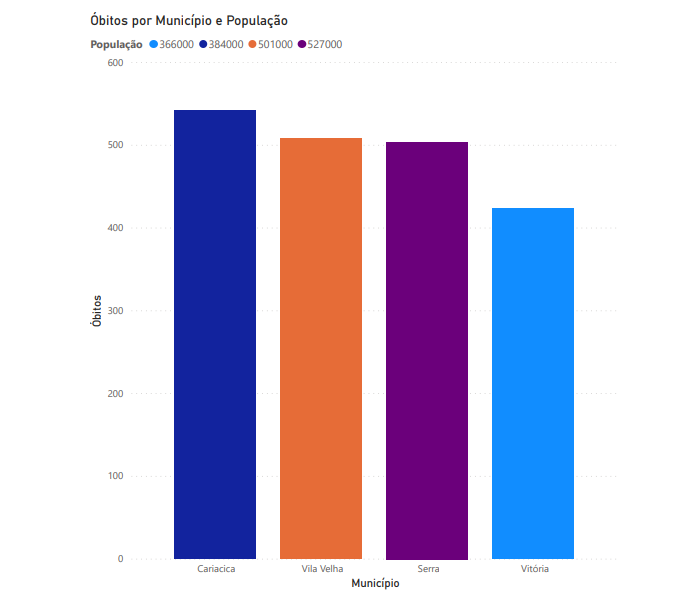 Óbitos por Município e População
População 366000 384000 501000 527000
600
500
400
300
200
100
0
Óbitos
Cariacica Vila Velha Serra Vitória
Município